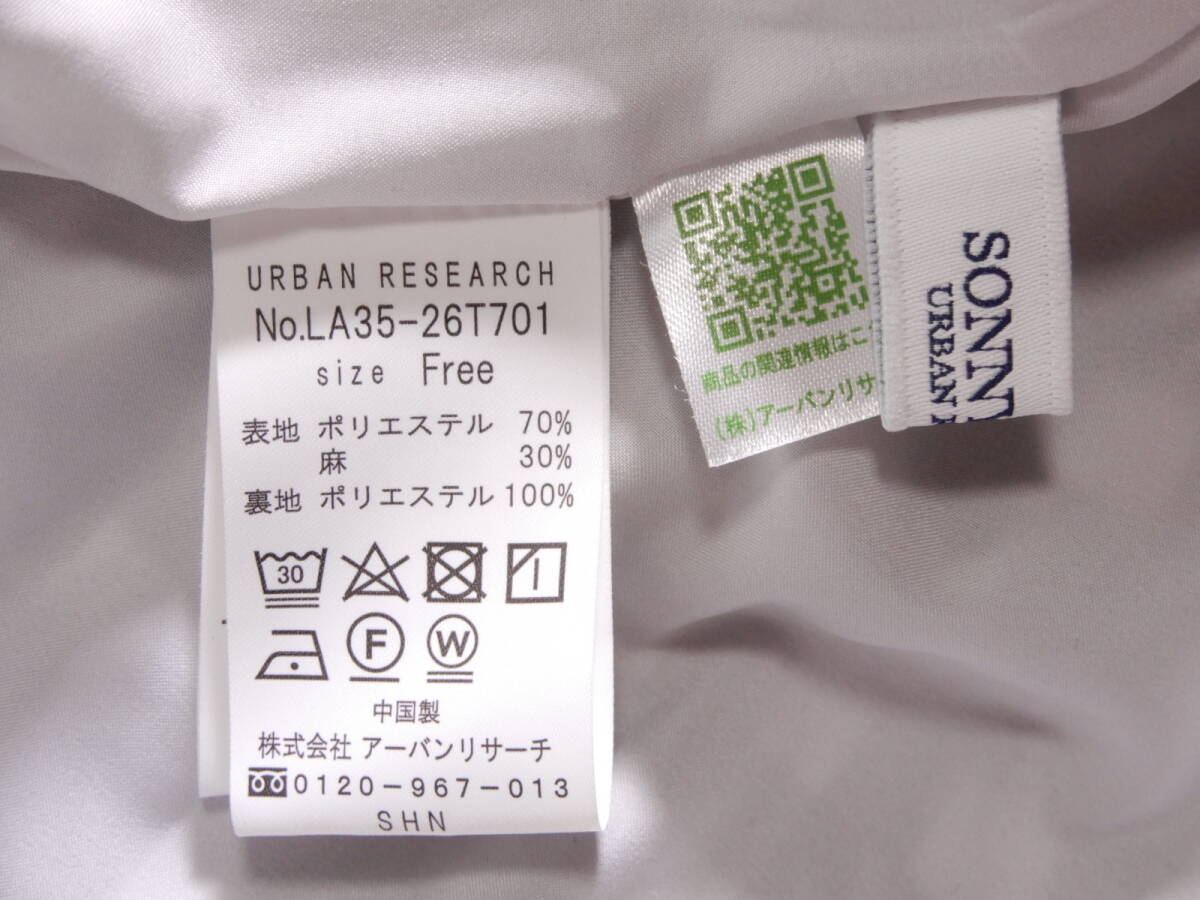 URBAN RESEARCH
No.LA35-26T701
size Free
表地 ポリエステル 70%
麻 30%
裏地 ポリエステル 100%
30
F W
中国製
株式会社 アーバンリサーチ
0120-967-013
SHN
商品の関連情報はこ
(株)アーバンリサ
SONN
URBAN